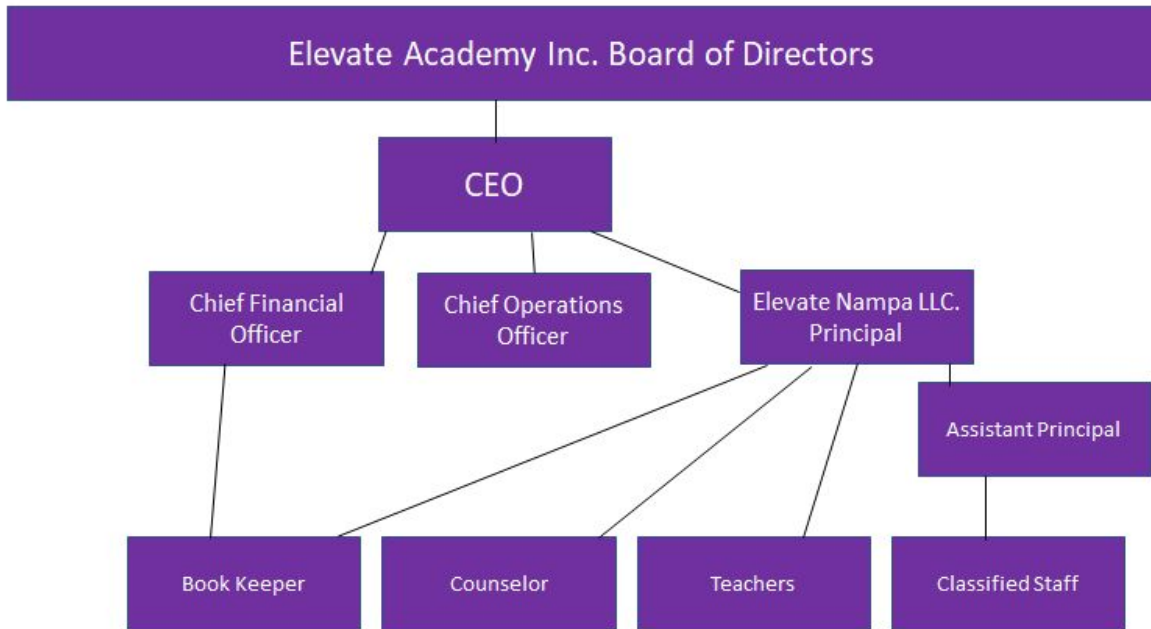 Elevate Academy Inc. Board of Directors
CEO
Chief Financial
Officer
Chief Operations
Officer
Elevate Nampa LLC.
Principal
Assistant Principal
Book Keeper
Counselor
Teachers
Classified Staff